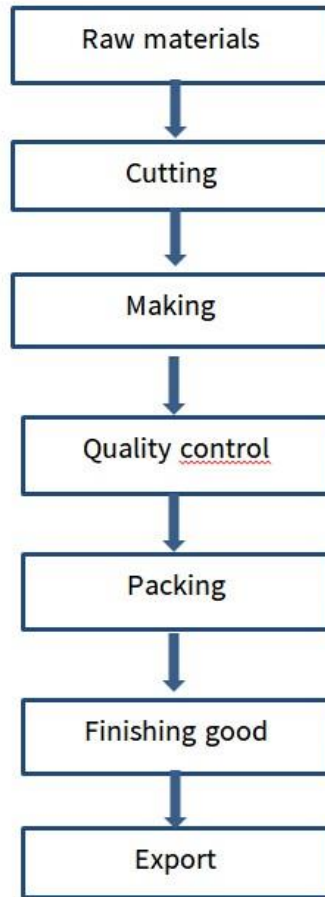 Raw materials
Cutting
Making
Quality control
Packing
Finishing good
Export